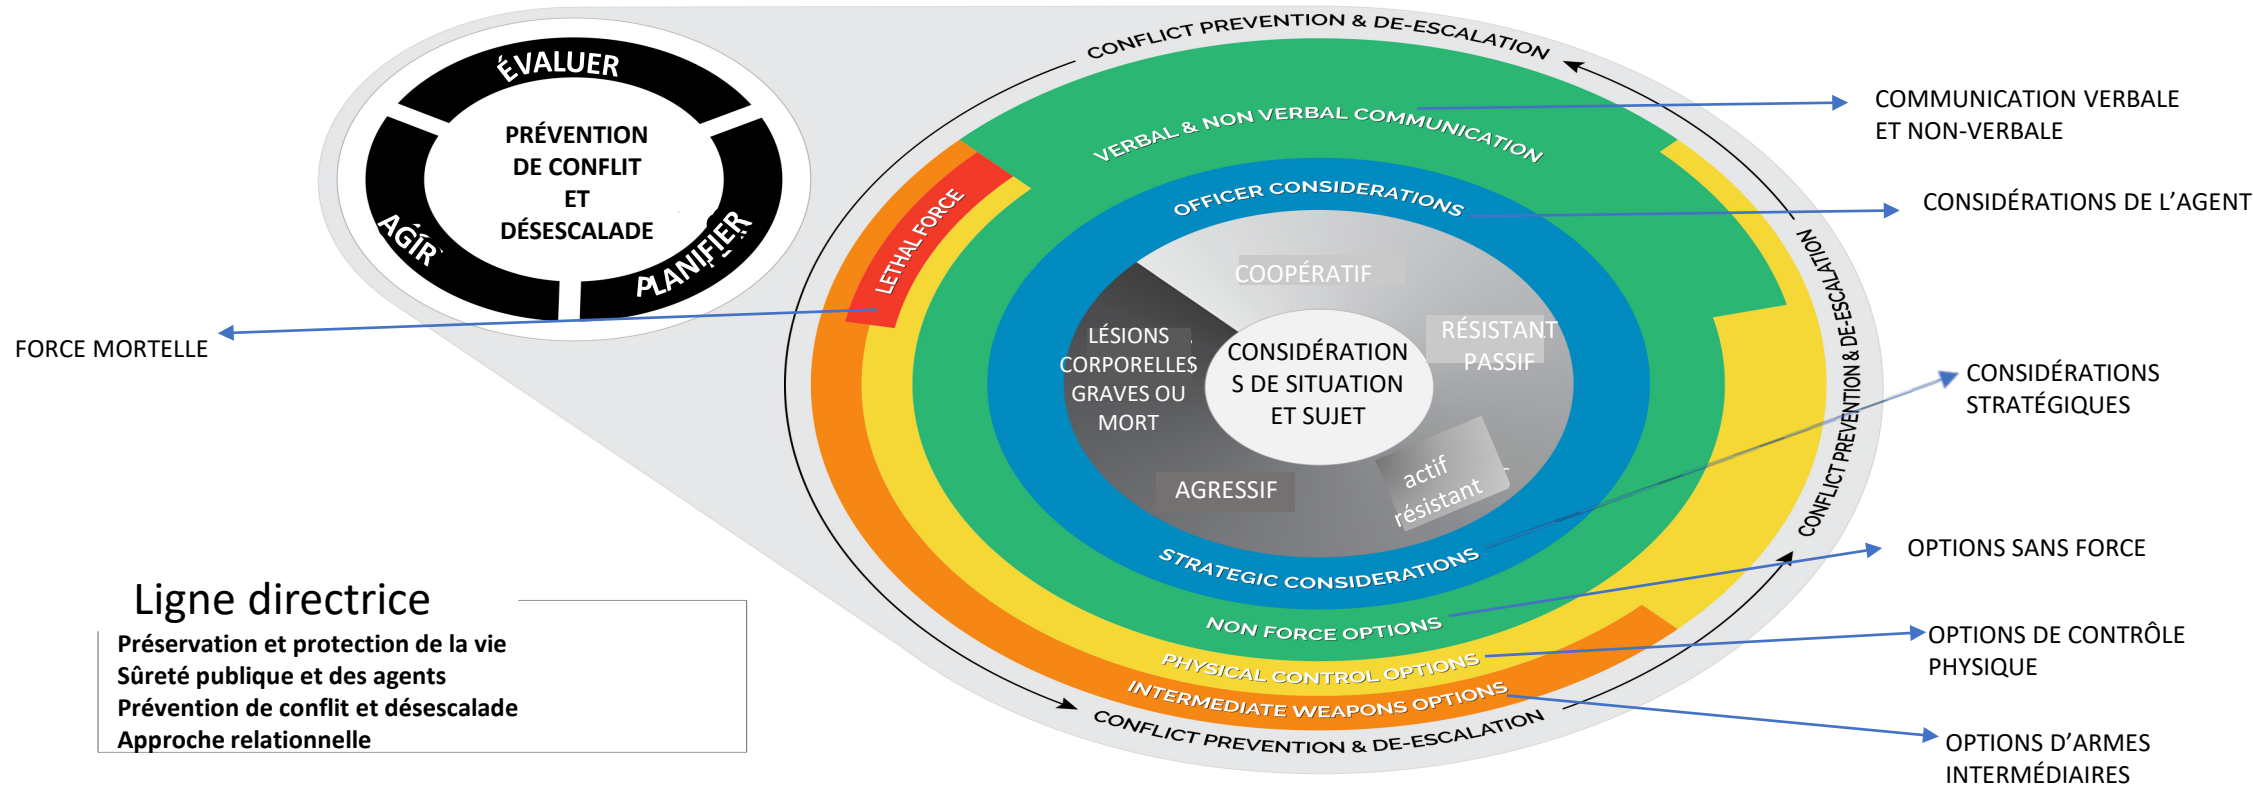 ÉVALUER
PRÉVENTION
DE CONFLIT
ET
DÉSESCALADE
AGIR
PLANIFIER
FORCE MORTELLE
CONFLICT PREVENTION & DE-ESCALATION
VERBAL & NON VERBAL COMMUNICATION
OFFICER CONSIDERATIONS
LETHAL FORCE
COOPÉRATIF
RÉSISTANT
PASSIF
LÉSIONS
CORPORELLES
GRAVES OU
MORT
CONSIDÉRATION
S DE SITUATION
ET SUJET
actif
résistant
AGRESSIF
STRATEGIC CONSIDERATIONS
NON FORCE OPTIONS
PHYSICAL CONTROL OPTIONS
INTERMEDIATE WEAPONS OPTIONS
CONFLICT PREVENTION & DE-ESCALATION
CONFLICT PREVENTION & DE-ESCALATION
COMMUNICATION VERBALE
ET NON-VERBALE
CONSIDÉRATIONS DE L’AGENT
CONSIDÉRATIONS
STRATÉGIQUES
OPTIONS SANS FORCE
OPTIONS DE CONTRÔLE
PHYSIQUE
OPTIONS D’ARMES
INTERMÉDIAIRES
Ligne directrice
Préservation et protection de la vie
Sûreté publique et des agents
Prévention de conflit et désescalade
Approche relationnelle